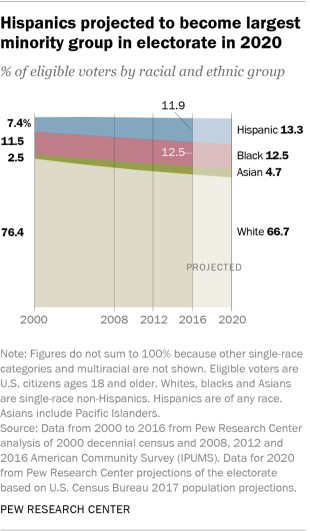 Hispanics projected to become largest
minority group in electorate in 2020
% of eligible voters by racial and ethnic group
11.9
7.4%
Hispanic 13.3
11.5
12.5
Black 12.5
2.5
Asian 4.7
76.4
White 66.7
PROJECTED
2000
2008
2012
2016
2020
Note: Figures do not sum to 100% because other single-race
categories and multiracial are not shown. Eligible voters are
U.S. citizens ages 18 and older. Whites, blacks and Asians
are single-race non-Hispanics. Hispanics are of any race.
Asians include Pacific Islanders.
Source: Data from 2000 to 2016 from Pew Research Center
analysis of 2000 decennial census and 2008, 2012 and
2016 American Community Survey (IPUMS). Data for 2020
from Pew Research Center projections of the electorate
based on U.S. Census Bureau 2017 population projections.
PEW RESEARCH CENTER